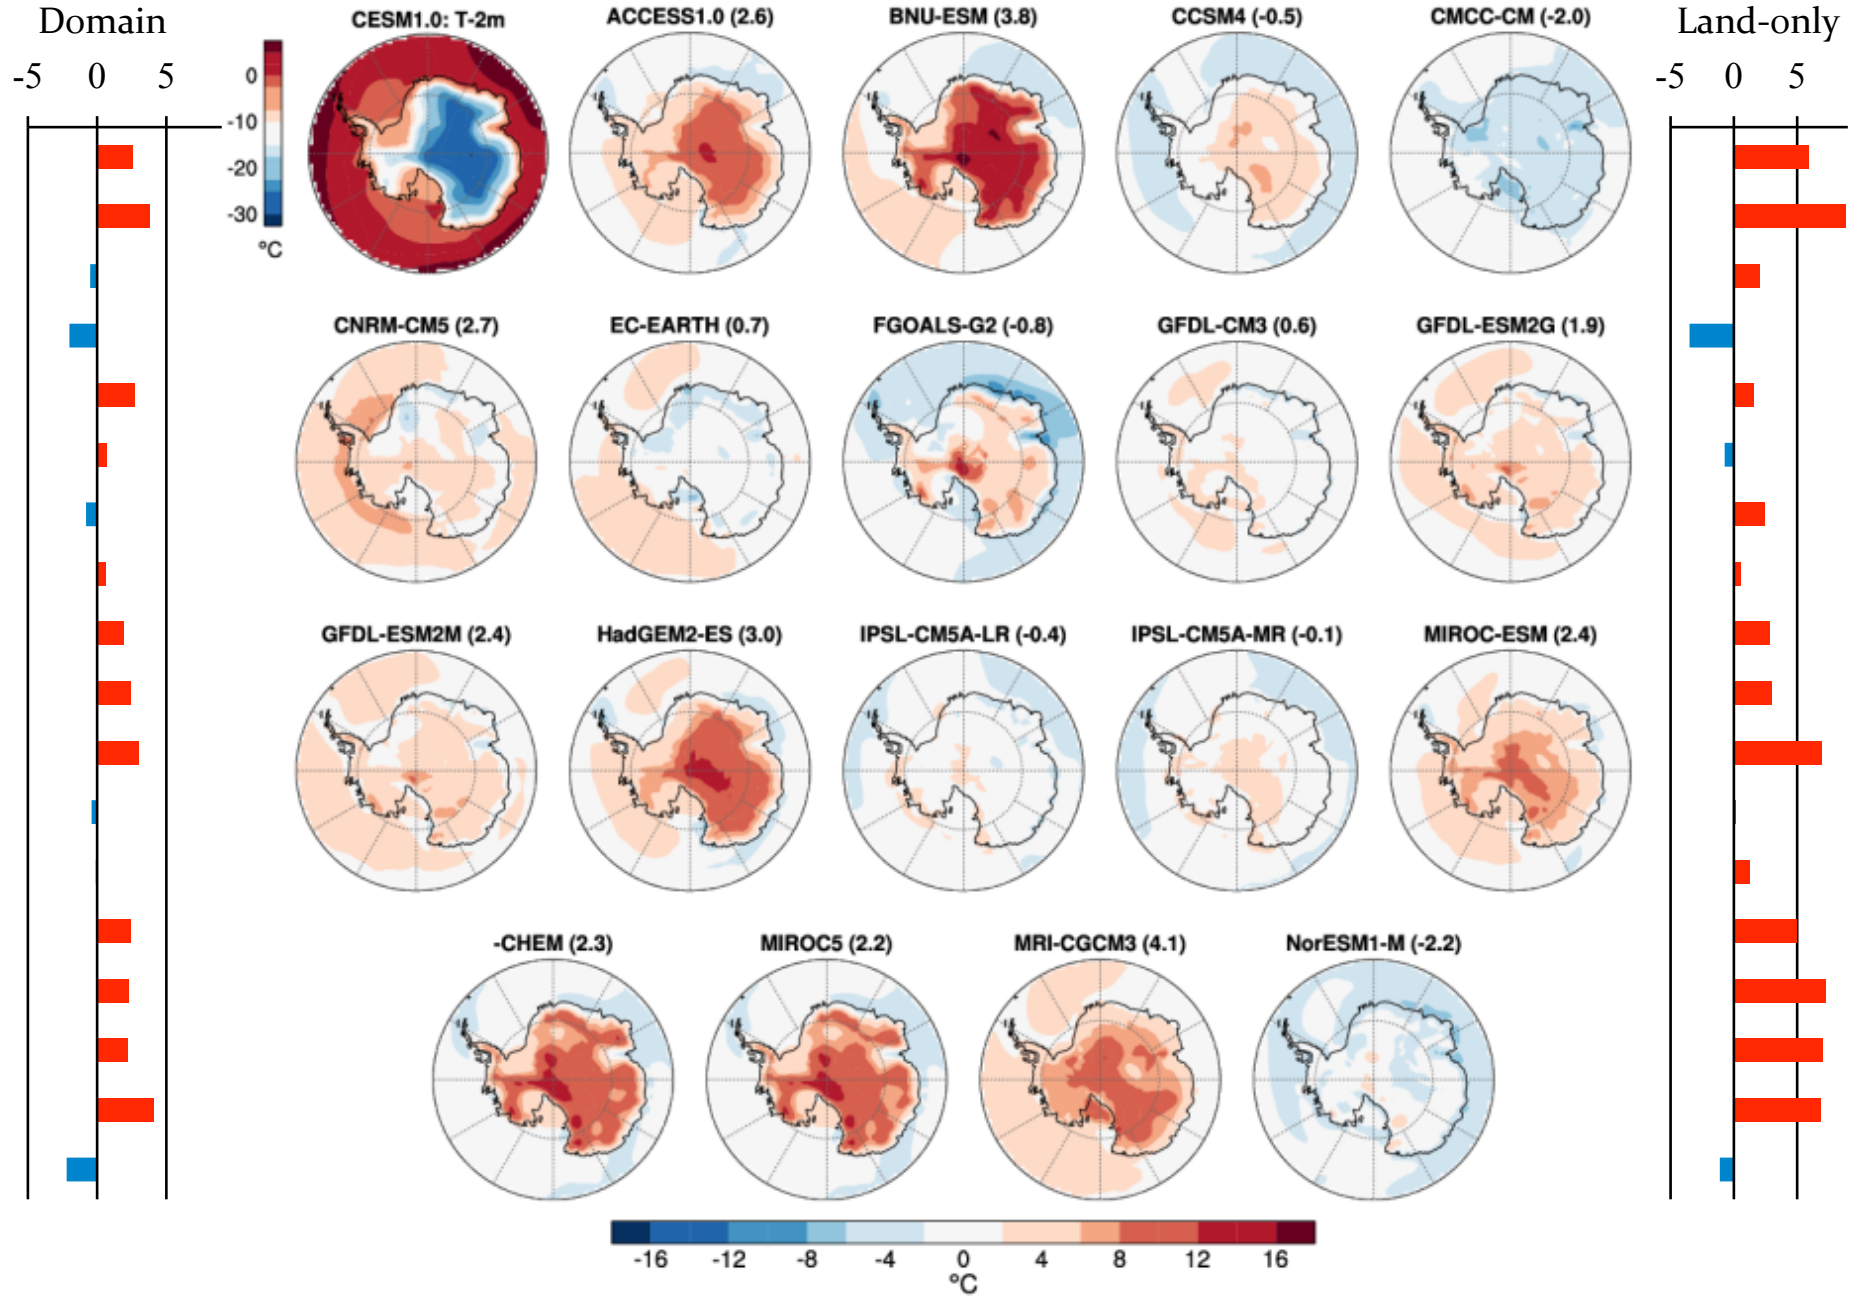 Domain
-5 0 5
CESM1.0: T-2m
0
-10
-20
-30
°C
ACCESS1.0 (2.6)
BNU-ESM (3.8)
CCSM4 (-0.5)
CMCC-CM (-2.0)
Land-only
-5 0 5
CNRM-CM5 (2.7)
EC-EARTH (0.7)
FGOALS-G2 (-0.8)
GFDL-CM3 (0.6)
GFDL-ESM2G (1.9)
GFDL-ESM2M (2.4)
HadGEM2-ES (3.0)
IPSL-CM5A-LR (-0.4)
IPSL-CM5A-MR (-0.1)
MIROC-ESM (2.4)
-CHEM (2.3)
MIROC5 (2.2)
MRI-CGCM3 (4.1)
NorESM1-M (-2.2)
-16 -12 -8 -4 0 4 8 12 16
°C